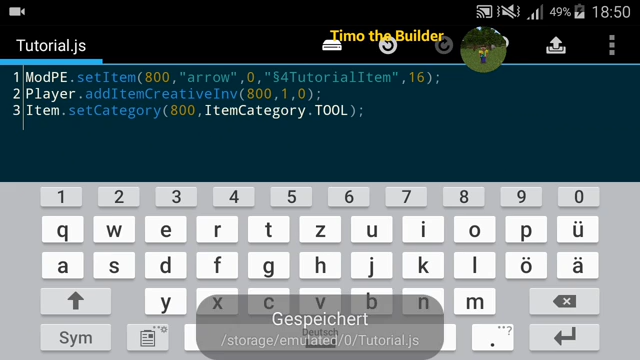 49% 18:50
Timo the Builder
Tutorial.js
1 ModPE.setItem(800,"arrow",0,"§4TutorialItem",16);
2 Player.addItemCreativeInv(800,1,0);
3 Item.setCategory(800,ItemCategory.TOOL);
1 2 3 4 5 6 7 8 9 0
q w e r t z u i o p ü
a s d f g h j k l ö ä
y x c v b n m
Gespeichert
Sym Deutsch . ?
/storage/emulated/0/Tutorial.js